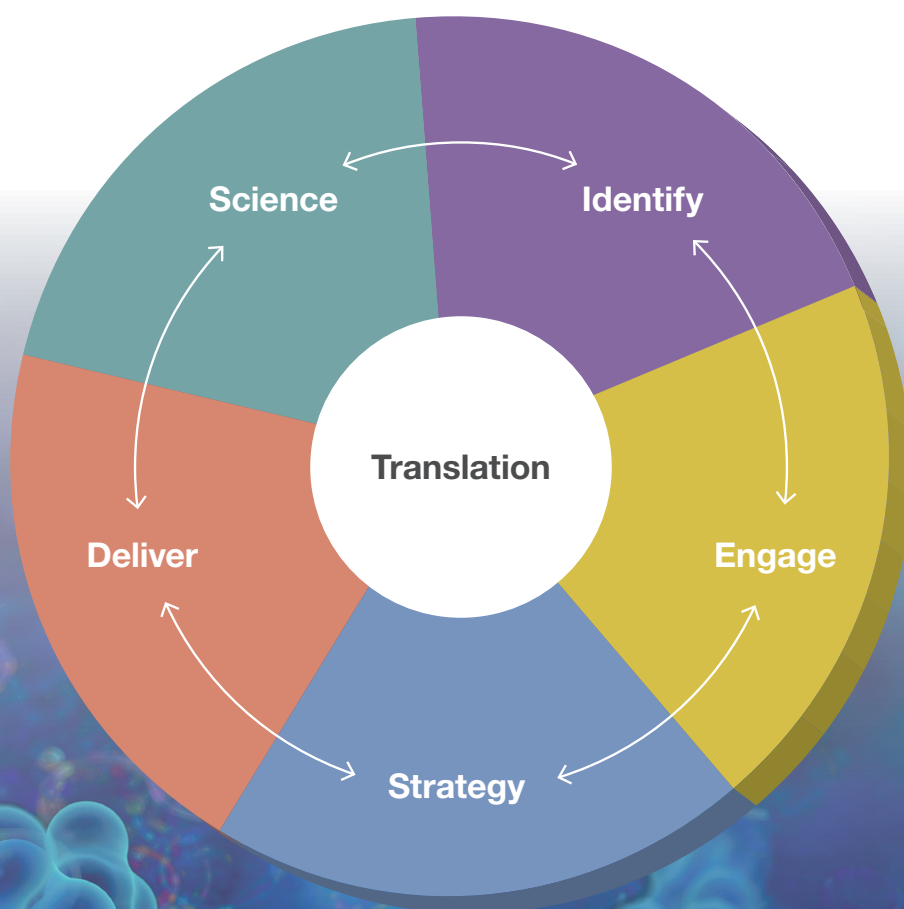 Science
Identify
Translation
Deliver
Engage
Strategy